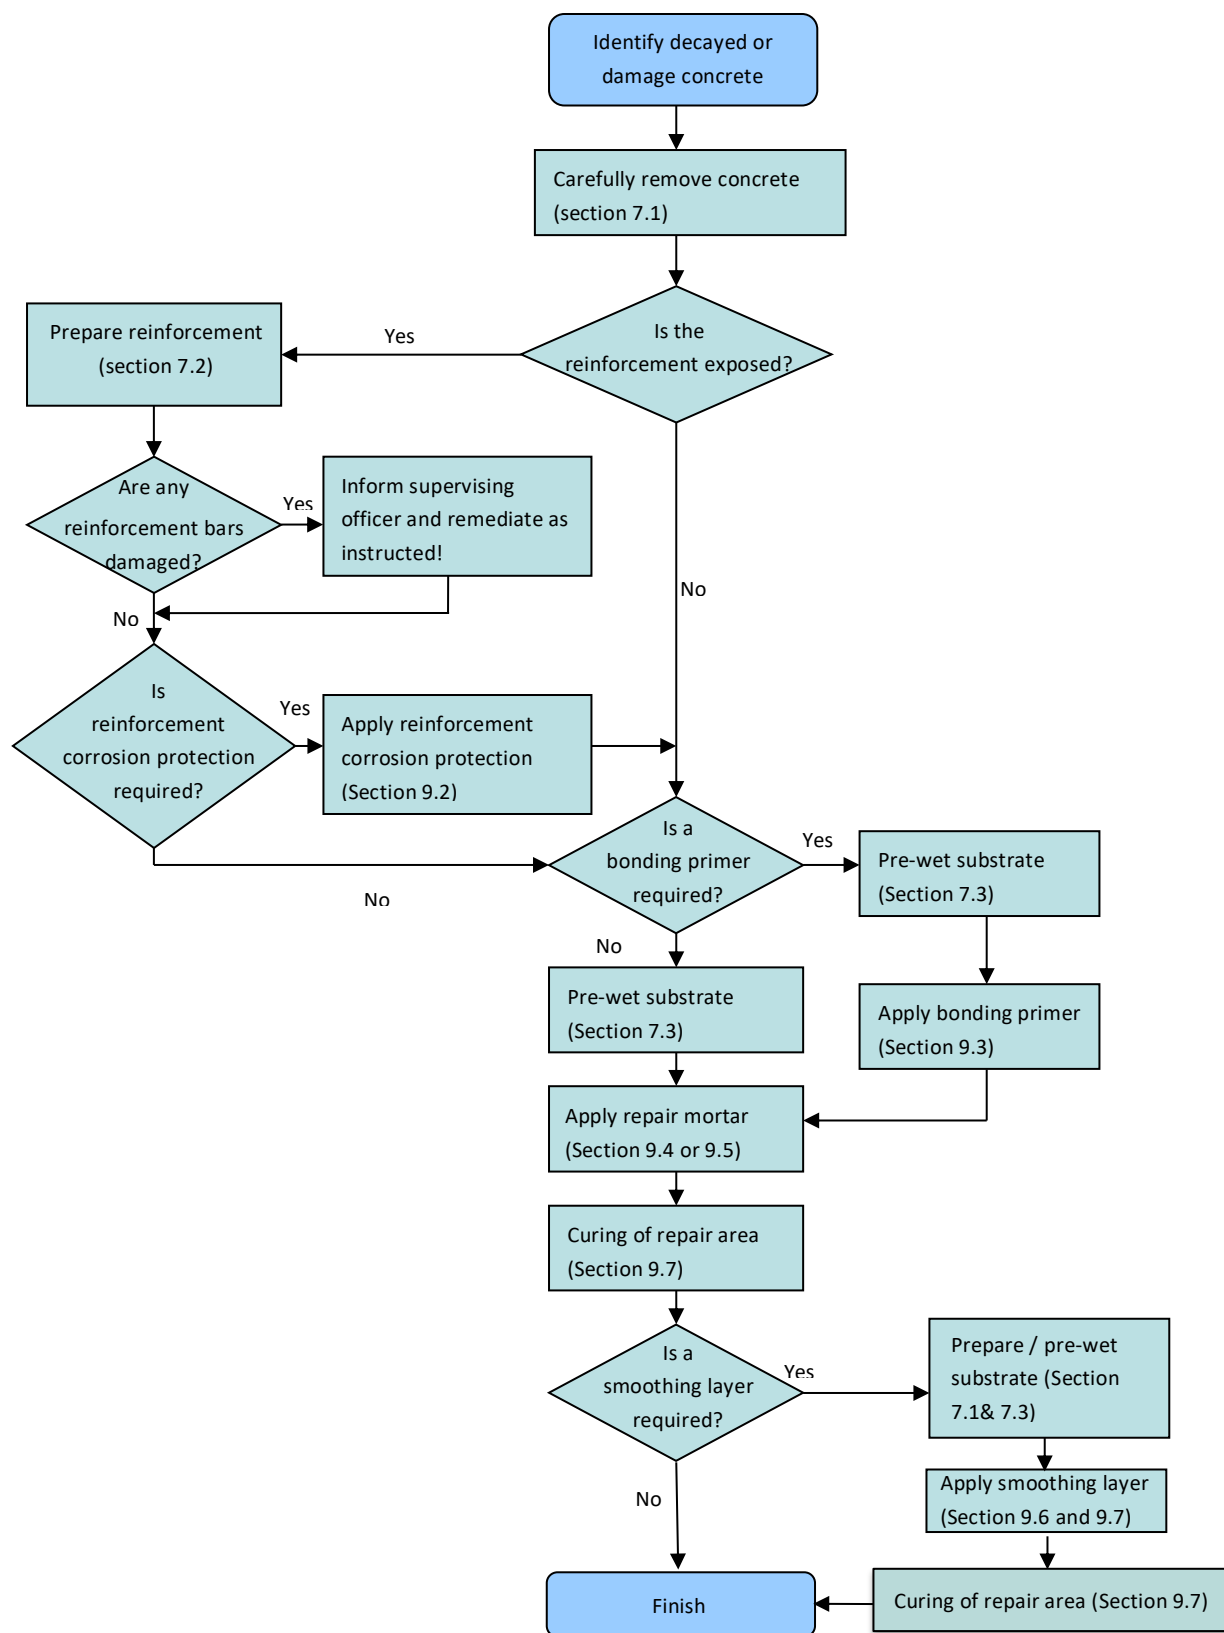 Identify decayed or
damage concrete
Carefully remove concrete
(section 7.1)
Is the
reinforcement exposed?
Yes
Prepare reinforcement
(section 7.2)
Are any
reinforcement bars
damaged?
Yes
Inform supervising
officer and remediate as
instructed!
No
No
Is
reinforcement
corrosion protection
required?
Yes
Apply reinforcement
corrosion protection
(Section 9.2)
No
Is a
bonding primer
required?
Yes
Pre-wet substrate
(Section 7.3)
No
Pre-wet substrate
(Section 7.3)
Apply bonding primer
(Section 9.3)
Apply repair mortar
(Section 9.4 or 9.5)
Curing of repair area
(Section 9.7)
Is a
smoothing layer
required?
Yes
Prepare / pre-wet
substrate (Section
7.1& 7.3)
No
Apply smoothing layer
(Section 9.6 and 9.7)
Curing of repair area (Section 9.7)
Finish